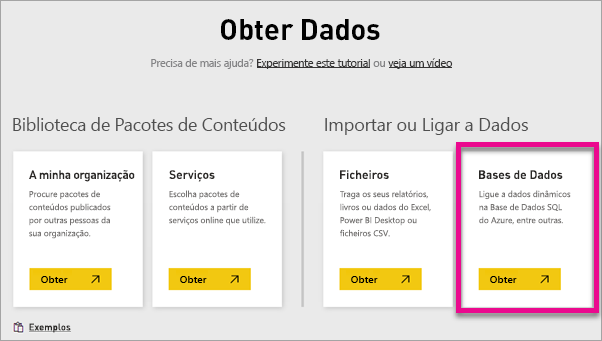 Obter Dados
Precisa de mais ajuda? Experimente este tutorial ou veja um vídeo
Biblioteca de Pacotes de Conteúdos
Importar ou Ligar a Dados
A minha organização
Procure pacotes de
conteúdos publicados
por outras pessoas da
sua organização.
Obter
Serviços
Escolha pacotes de
conteúdos a partir de
serviços online que utilize.
Obter
Ficheiros
Traga os seus relatórios,
livros ou dados do Excel,
Power BI Desktop ou
ficheiros CSV.
Obter
Bases de Dados
Ligue a dados dinâmicos
na Base de Dados SQL
do Azure, entre outras.
Obter
Exemplos